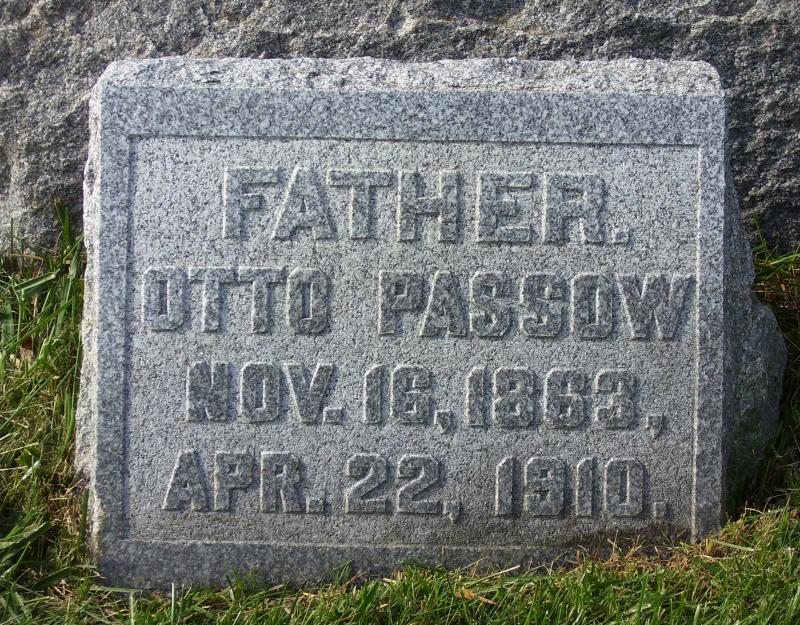 FATHER.
OTTO PASSOW
NOV. 16, 1863,
APR. 22, 1910.